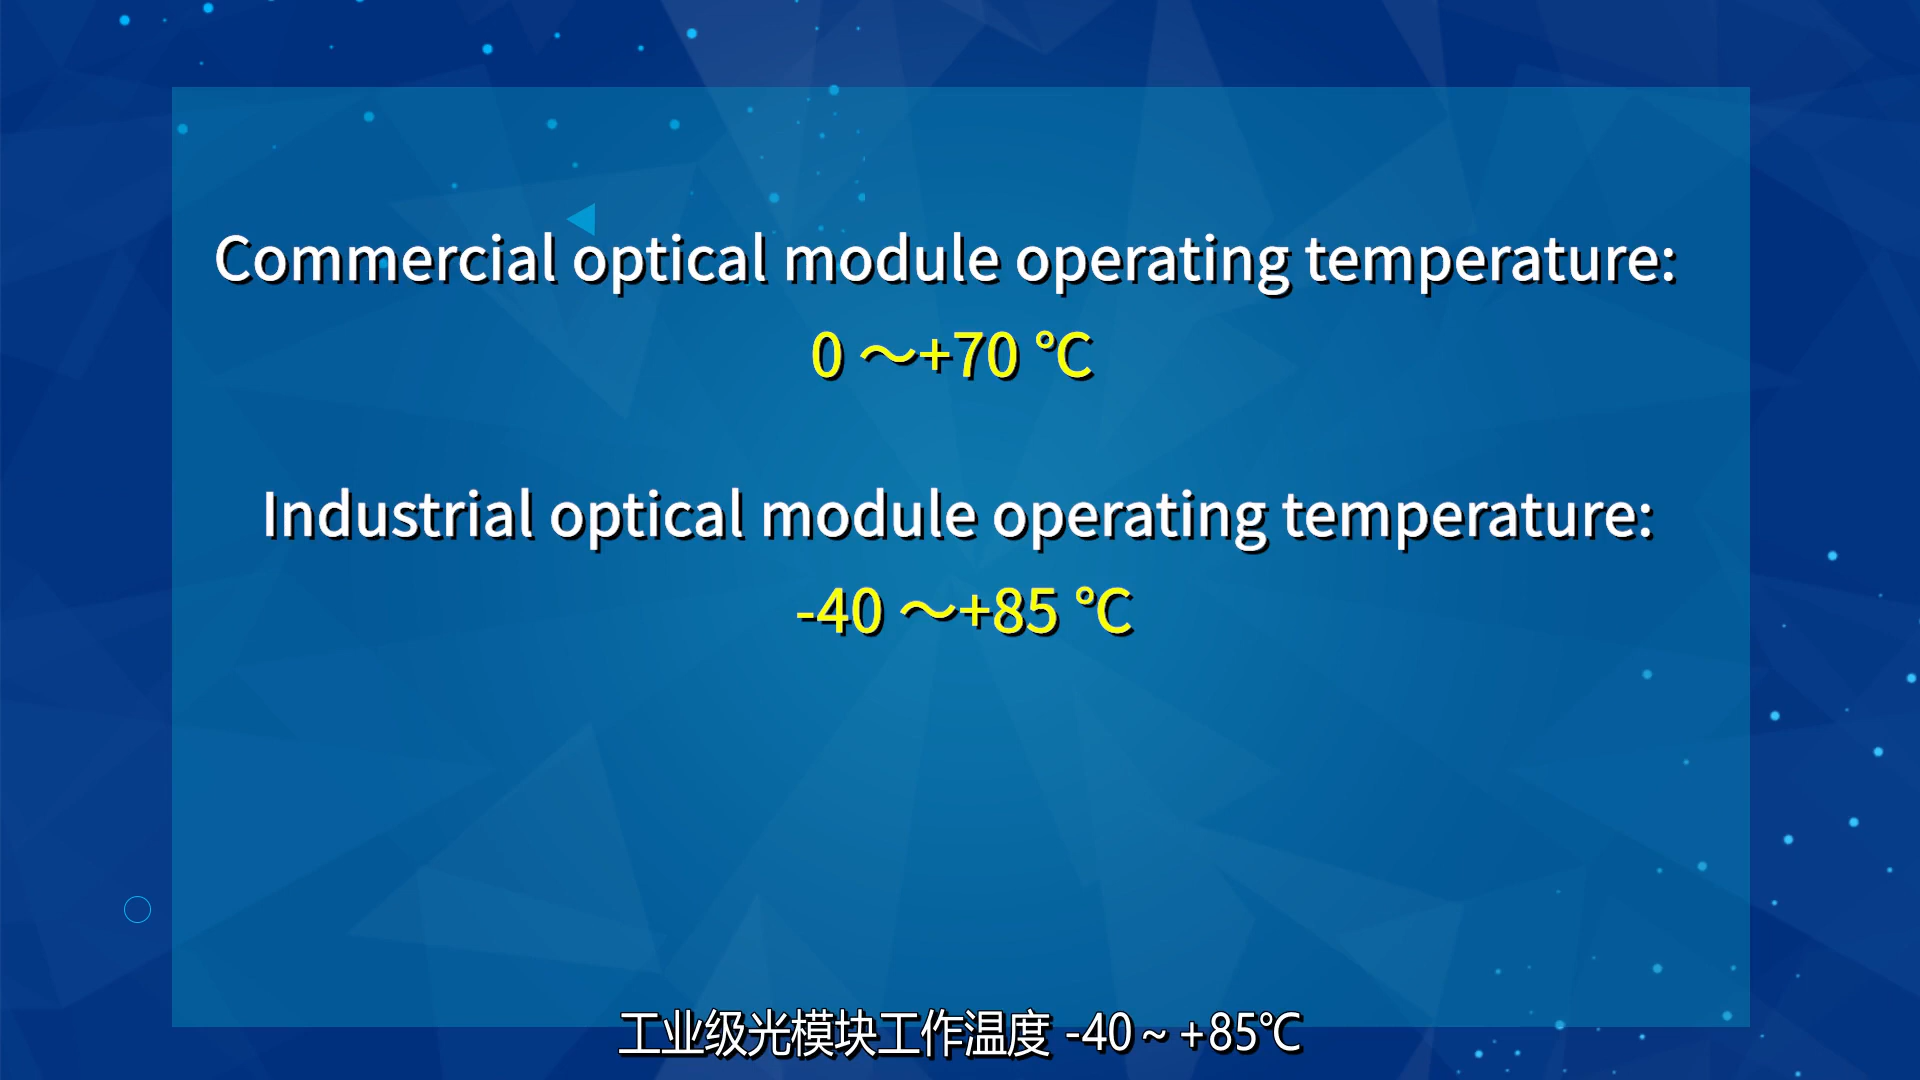 Commercial optical module operating temperature:
0 ～+70 ℃
Industrial optical module operating temperature:
-40 ～+85 ℃
工业级光模块工作温度 -40~+85℃